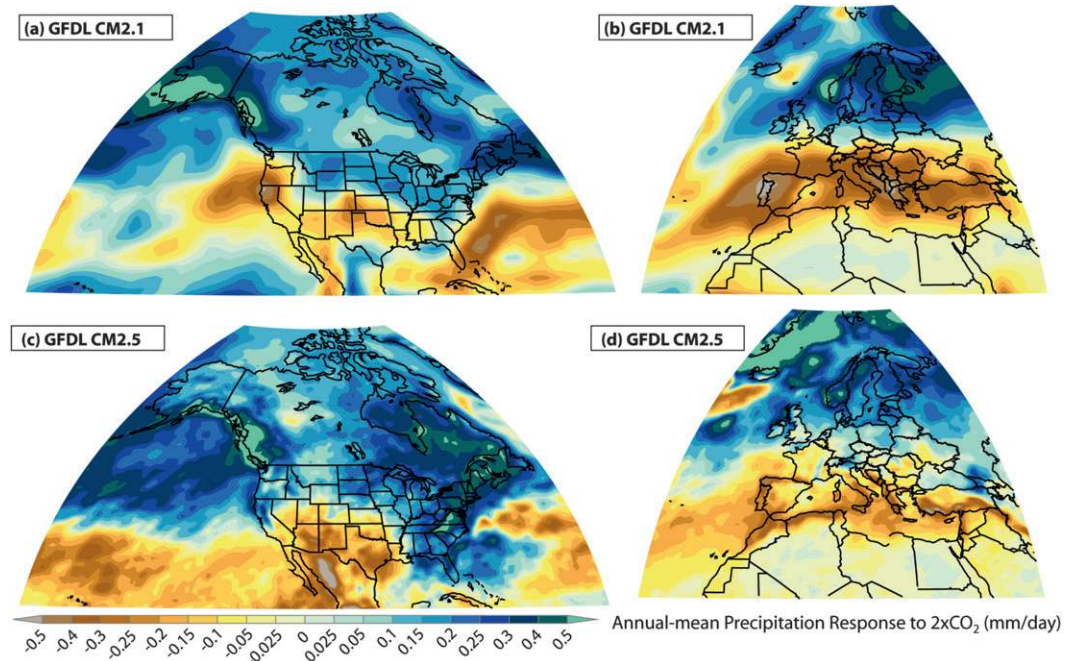 (a) GFDL CM2.1
(b) GFDL CM2.1
(c) GFDL CM2.5
(d) GFDL CM2.5
-0.5 -0.4 -0.3 -0.25 -0.2 -0.15 -0.1 -0.05 -0.025 0 0.025 0.05 0.1 0.15 0.2 0.25 0.3 0.4 0.5
Annual-mean Precipitation Response to 2xCO₂ (mm/day)